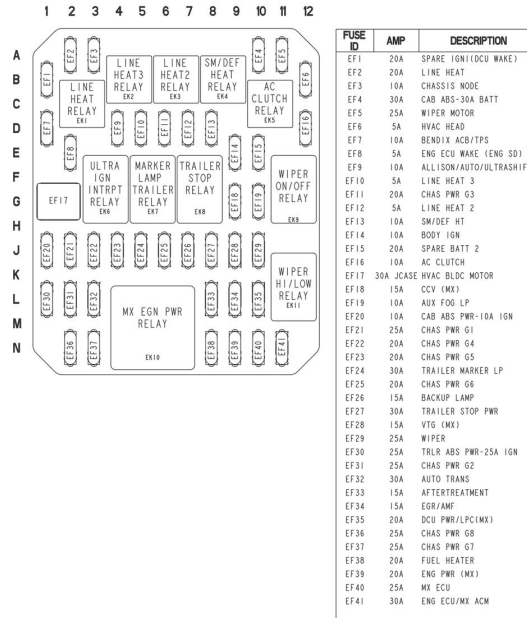 1 2 3 4 5 6 7 8 9 10 11 12
A
B
C
D
E
F
G
H
J
K
L
M
N
EF1
EF2
EF3
LINE
HEAT3
RELAY
EK2
LINE
HEAT2
RELAY
EK3
SM/DEF
HEAT
RELAY
EK4
EF4
EF5
EF6
LINE
HEAT
RELAY
EK1
AC
CLUTCH
RELAY
EK5
EF9
EF10
EF11
EF12
EF13
EF16
EF8
EF14
EF15
ULTRA
IGN
INTRPT
RELAY
EK6
MARKER
LAMP
TRAILER
RELAY
EK7
TRAILER
STOP
RELAY
EK8
WIPER
ON/OFF
RELAY
EK9
EF17
EF18
EF19
EF20
EF21
EF22
EF23
EF24
EF25
EF26
EF27
EF28
EF29
WIPER
HI/LOW
RELAY
EK11
EF30
EF31
EF32
MX EGN PWR
RELAY
EK10
EF33
EF34
EF35
EF36
EF37
EF38
EF39
EF40
EF41
FUSE ID AMP DESCRIPTION
EF1 20A SPARE IGN1(DCU WAKE)
EF2 20A LINE HEAT
EF3 10A CHASSIS NODE
EF4 30A CAB ABS-30A BATT
EF5 25A WIPER MOTOR
EF6 5A HVAC HEAD
EF7 10A BENDIX ACB/TPS
EF8 5A ENG ECU WAKE (ENG SD)
EF9 10A ALLISON/AUTO/ULTRASHIF
EF10 5A LINE HEAT 3
EF11 20A CHAS PWR G3
EF12 5A LINE HEAT 2
EF13 10A SM/DEF HT
EF14 10A BODY IGN
EF15 20A SPARE BATT 2
EF16 10A AC CLUTCH
EF17 30A JCASE HVAC BLDC MOTOR
EF18 15A CCV (MX)
EF19 10A AUX FOG LP
EF20 10A CAB ABS PWR-10A IGN
EF21 25A CHAS PWR G1
EF22 20A CHAS PWR G4
EF23 20A CHAS PWR G5
EF24 30A TRAILER MARKER LP
EF25 20A CHAS PWR G6
EF26 15A BACKUP LAMP
EF27 30A TRAILER STOP PWR
EF28 15A VTG (MX)
EF29 25A WIPER
EF30 25A TRLR ABS PWR-25A IGN
EF31 25A CHAS PWR G2
EF32 30A AUTO TRANS
EF33 15A AFTERTREATMENT
EF34 15A EGR/AMF
EF35 20A DCU PWR/LPC(MX)
EF36 25A CHAS PWR G8
EF37 25A CHAS PWR G7
EF38 20A FUEL HEATER
EF39 20A ENG PWR (MX)
EF40 25A MX ECU
EF41 30A ENG ECU/MX ACM